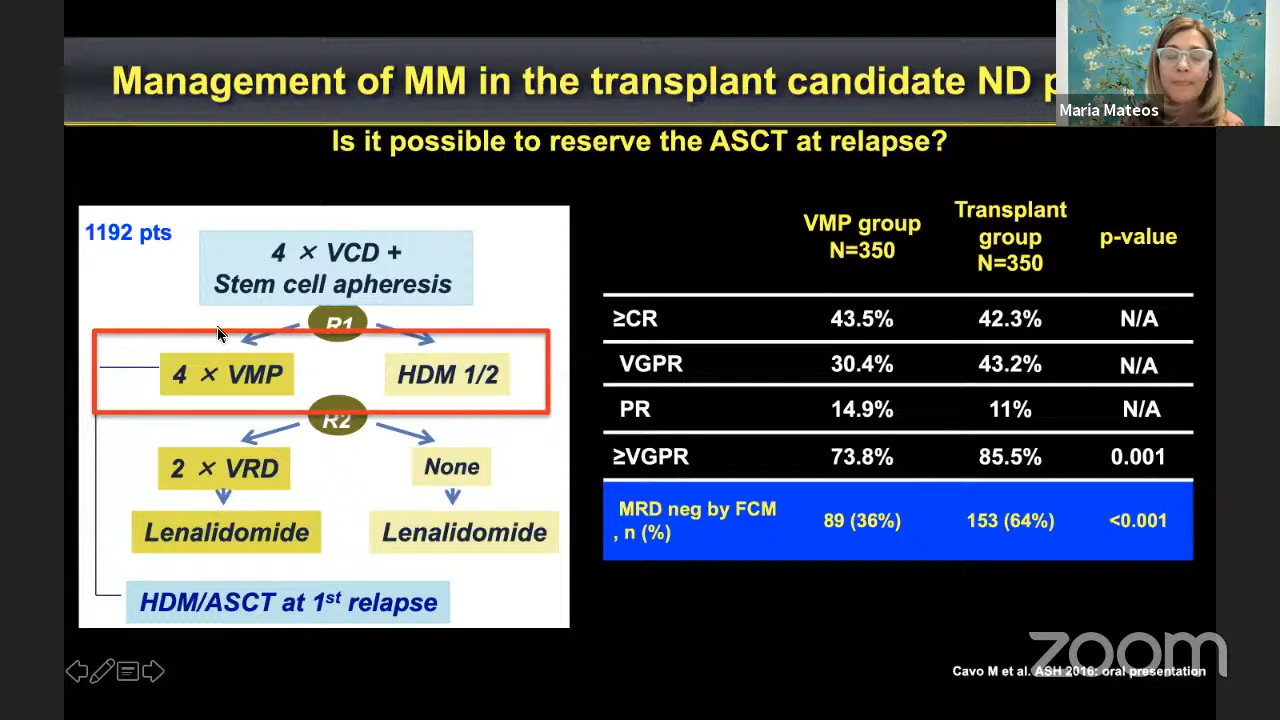 Management of MM in the transplant candidate ND p
Maria Mateos
Is it possible to reserve the ASCT at relapse?
1192 pts
4 × VCD +
Stem cell apheresis
R1
4 × VMP
HDM 1/2
R2
2 × VRD
None
Lenalidomide
Lenalidomide
HDM/ASCT at 1st relapse
VMP group
N=350
Transplant
group
N=350
p-value
≥CR 43.5% 42.3% N/A
VGPR 30.4% 43.2% N/A
PR 14.9% 11% N/A
≥VGPR 73.8% 85.5% 0.001
MRD neg by FCM
, n (%)
89 (36%) 153 (64%) <0.001
zoom
Cavo M et al. ASH 2016: oral presentation